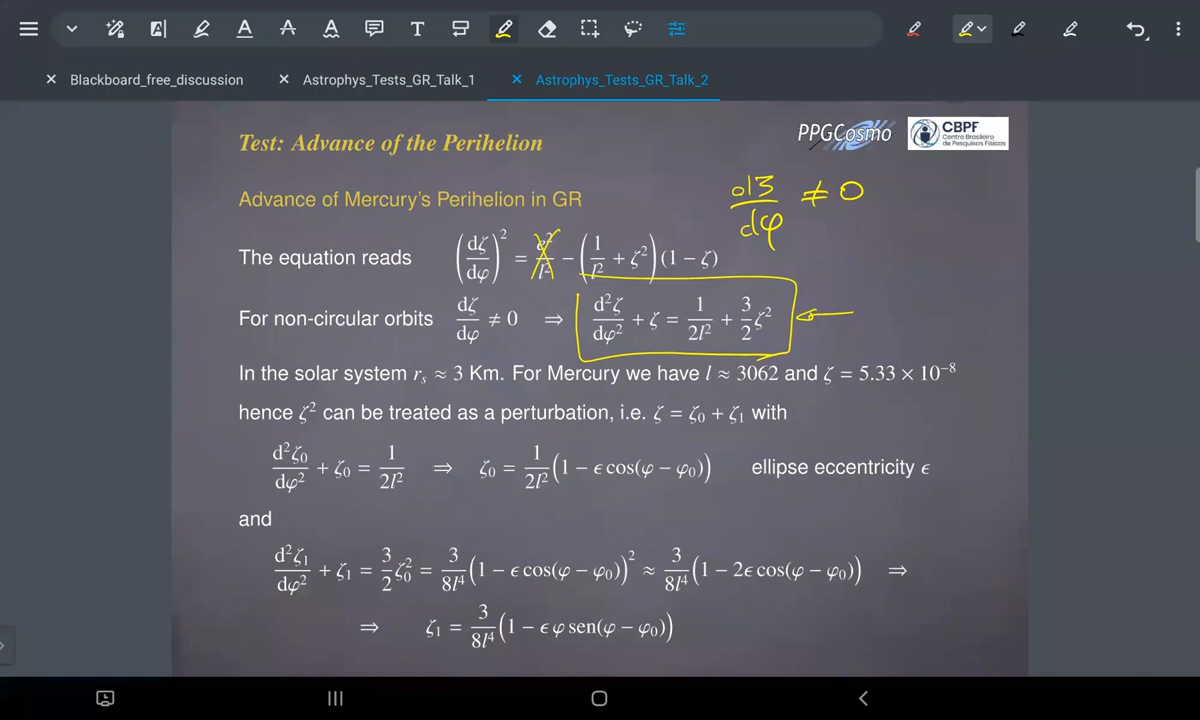 Blackboard_free_discussion
Astrophys_Tests_GR_Talk_1
Astrophys_Tests_GR_Talk_2
Test: Advance of the Perihelion
PPGCosmo
CBPF
Centro Brasileiro
de Pesquisas Físicas
Advance of Mercury's Perihelion in GR
dζ/dφ ≠ 0
The equation reads (dζ/dφ)² = e²/l² − (1/l² + ζ²)(1 − ζ)
For non-circular orbits dζ/dφ ≠ 0 ⇒ d²ζ/dφ² + ζ = 1/2l² + 3/2 ζ²
In the solar system rₛ ≈ 3 Km. For Mercury we have l ≈ 3062 and ζ = 5.33 × 10⁻⁸
hence ζ² can be treated as a perturbation, i.e. ζ = ζ₀ + ζ₁ with
d²ζ₀/dφ² + ζ₀ = 1/2l² ⇒ ζ₀ = 1/2l² (1 − ϵ cos(φ − φ₀)) ellipse eccentricity ϵ
and
d²ζ₁/dφ² + ζ₁ = 3/2 ζ₀² = 3/8l⁴ (1 − ϵ cos(φ − φ₀))² ≈ 3/8l⁴ (1 − 2ϵ cos(φ − φ₀)) ⇒
⇒ ζ₁ = 3/8l⁴ (1 − ϵ φ sen(φ − φ₀))